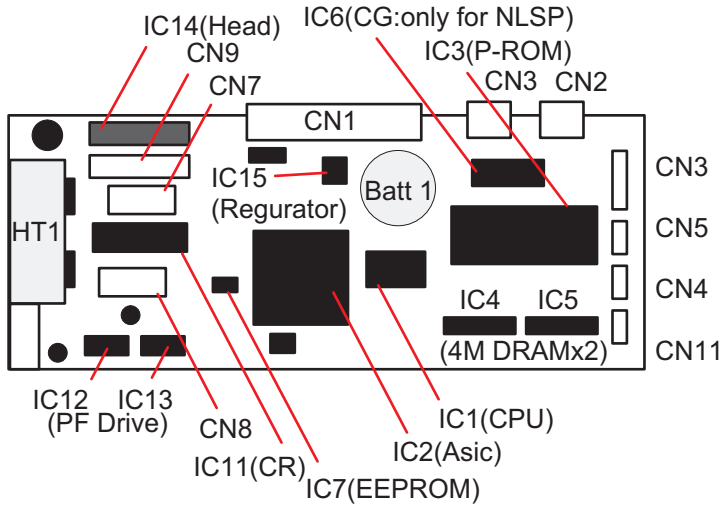 IC6(CG:only for NLSP)
IC14(Head)
IC3(P-ROM)
CN9
CN7
CN3
CN2
CN1
IC15
(Regurator)
Batt 1
CN3
HT1
CN5
CN4
IC4
IC5
(4M DRAMx2)
CN11
IC12
IC13
(PF Drive)
CN8
IC1(CPU)
IC11(CR)
IC2(Asic)
IC7(EEPROM)